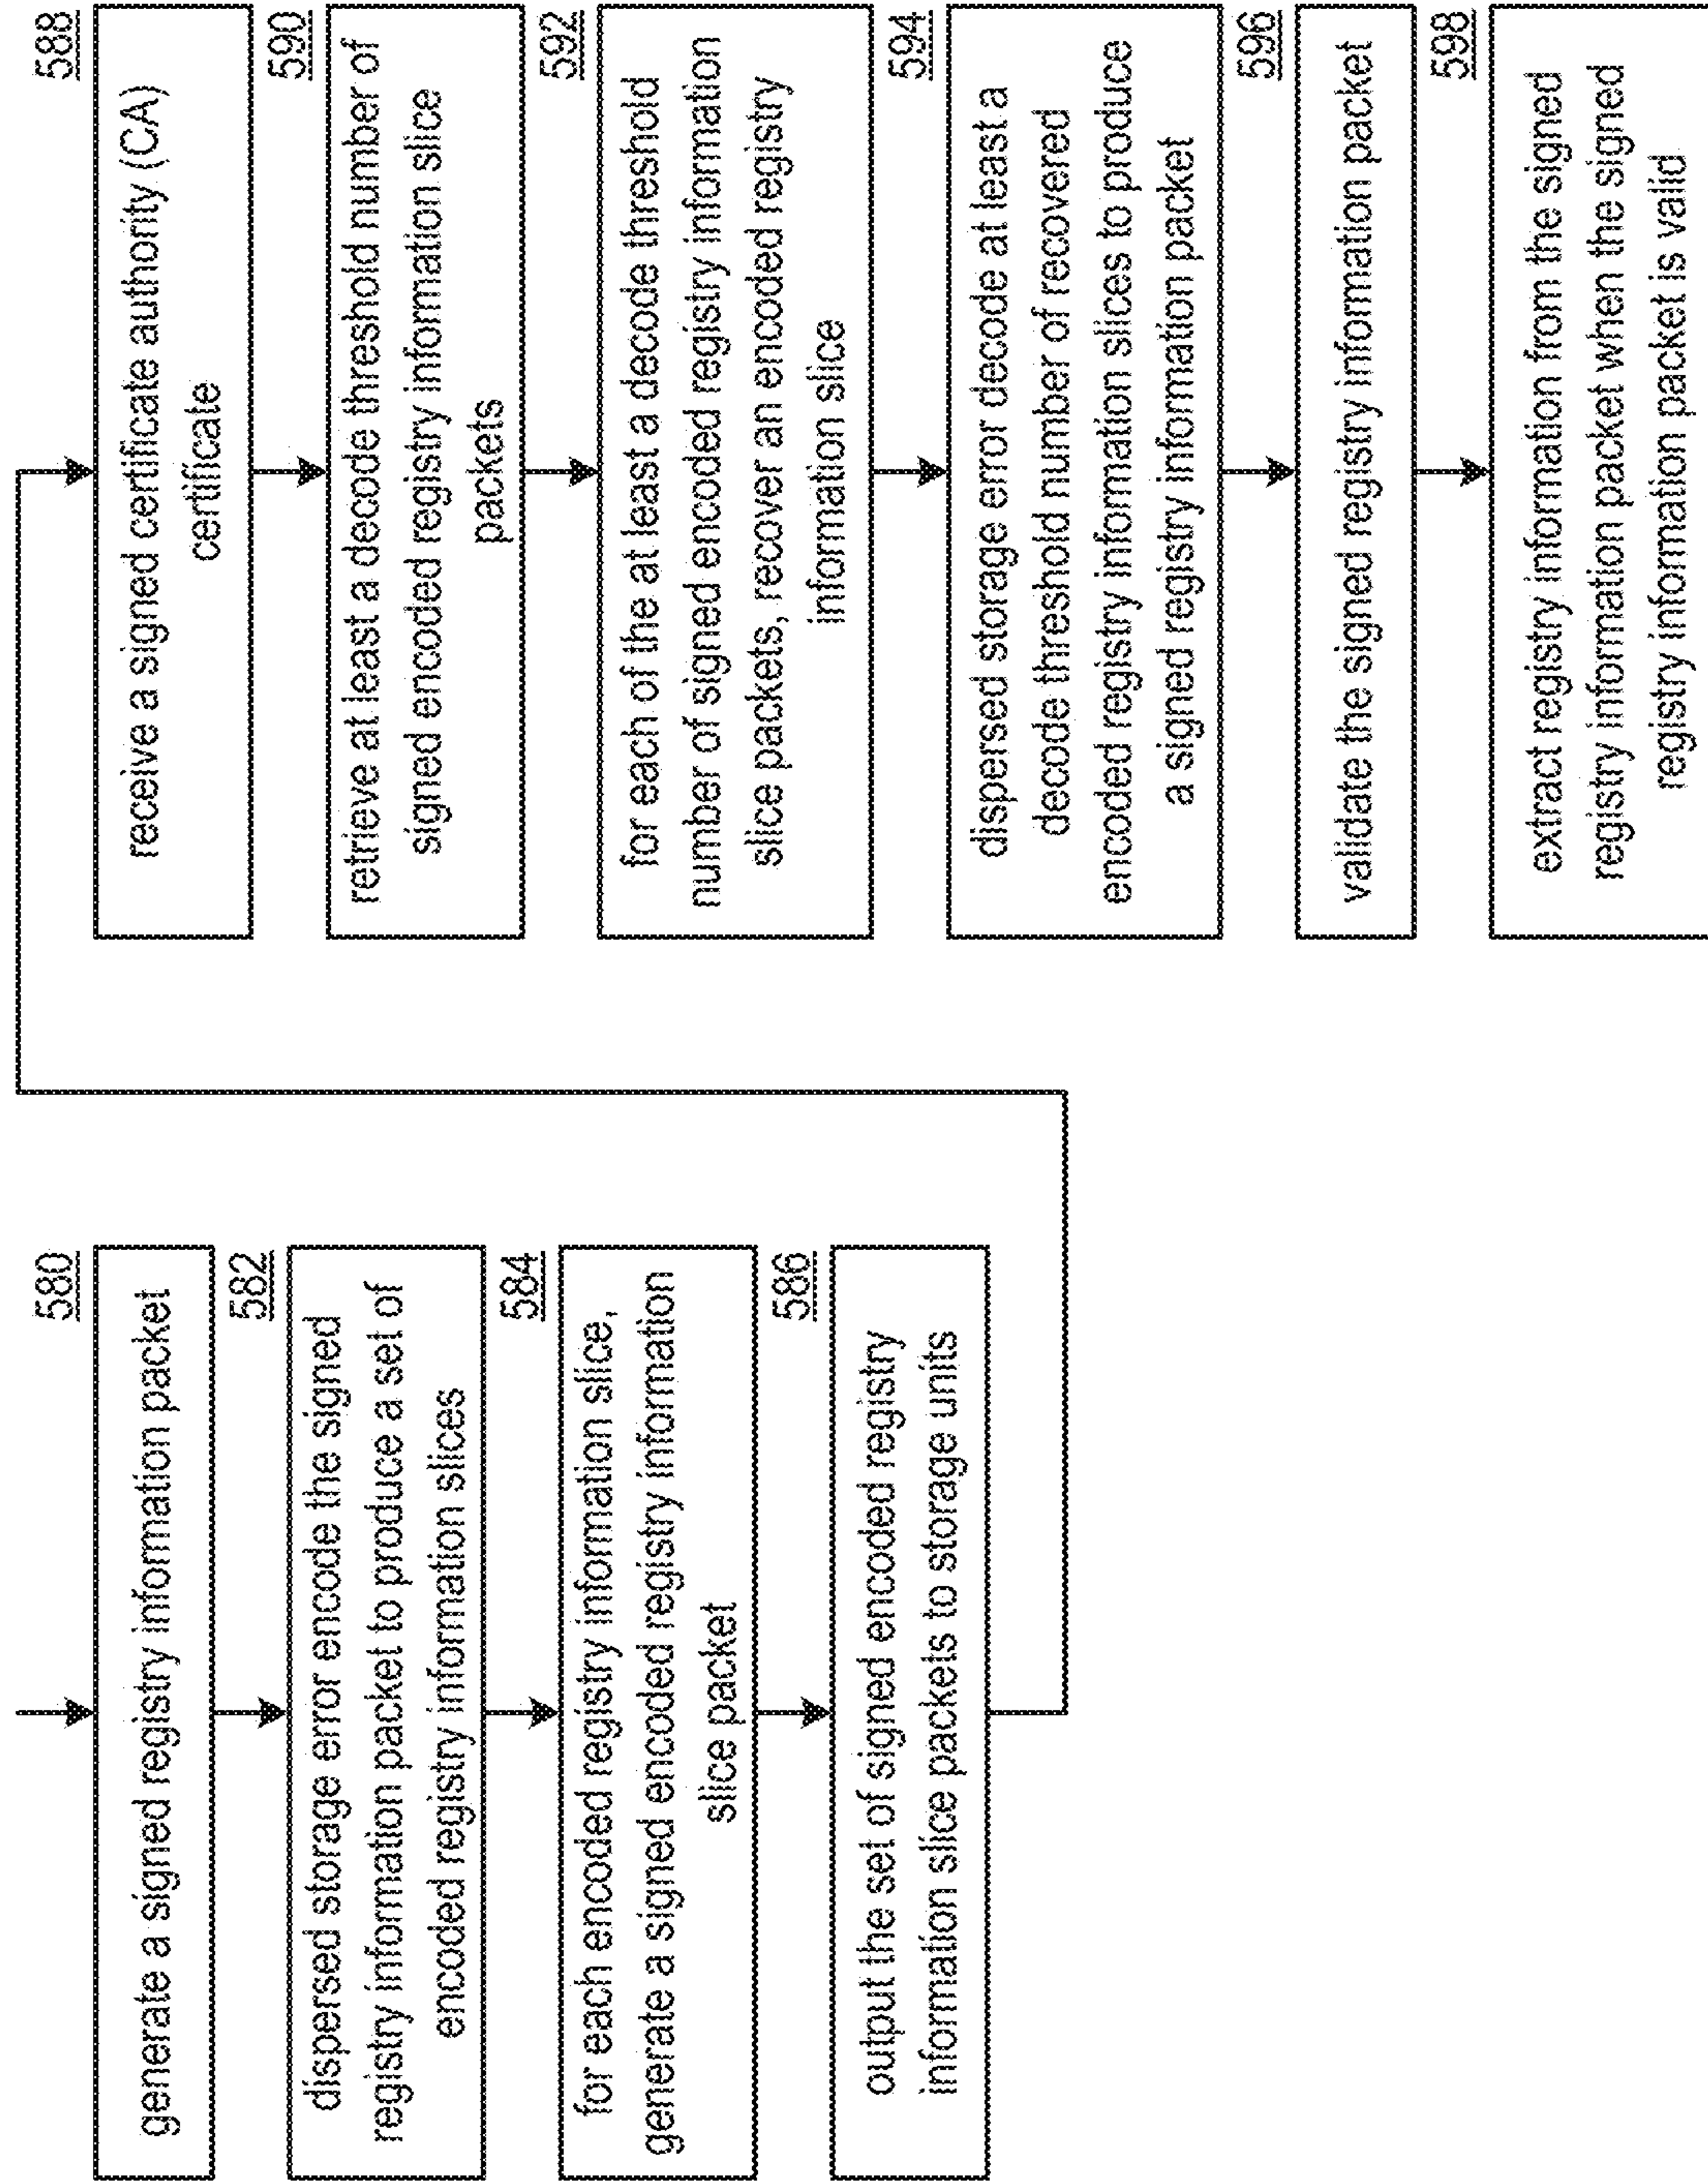 580
generate a signed registry information packet
582
dispersed storage error encode the signed
registry information packet to produce a set of
encoded registry information slices
584
for each encoded registry information slice,
generate a signed encoded registry information
slice packet
586
output the set of signed encoded registry
information slice packets to storage units
588
receive a signed certificate authority (CA)
certificate
590
retrieve at least a decode threshold number of
signed encoded registry information slice
packets
592
for each of the at least a decode threshold
number of signed encoded registry information
slice packets, recover an encoded registry
information slice
594
dispersed storage error decode at least a
decode threshold number of recovered
encoded registry information slices to produce
a signed registry information packet
596
validate the signed registry information packet
598
extract registry information from the signed
registry information packet when the signed
registry information packet is valid